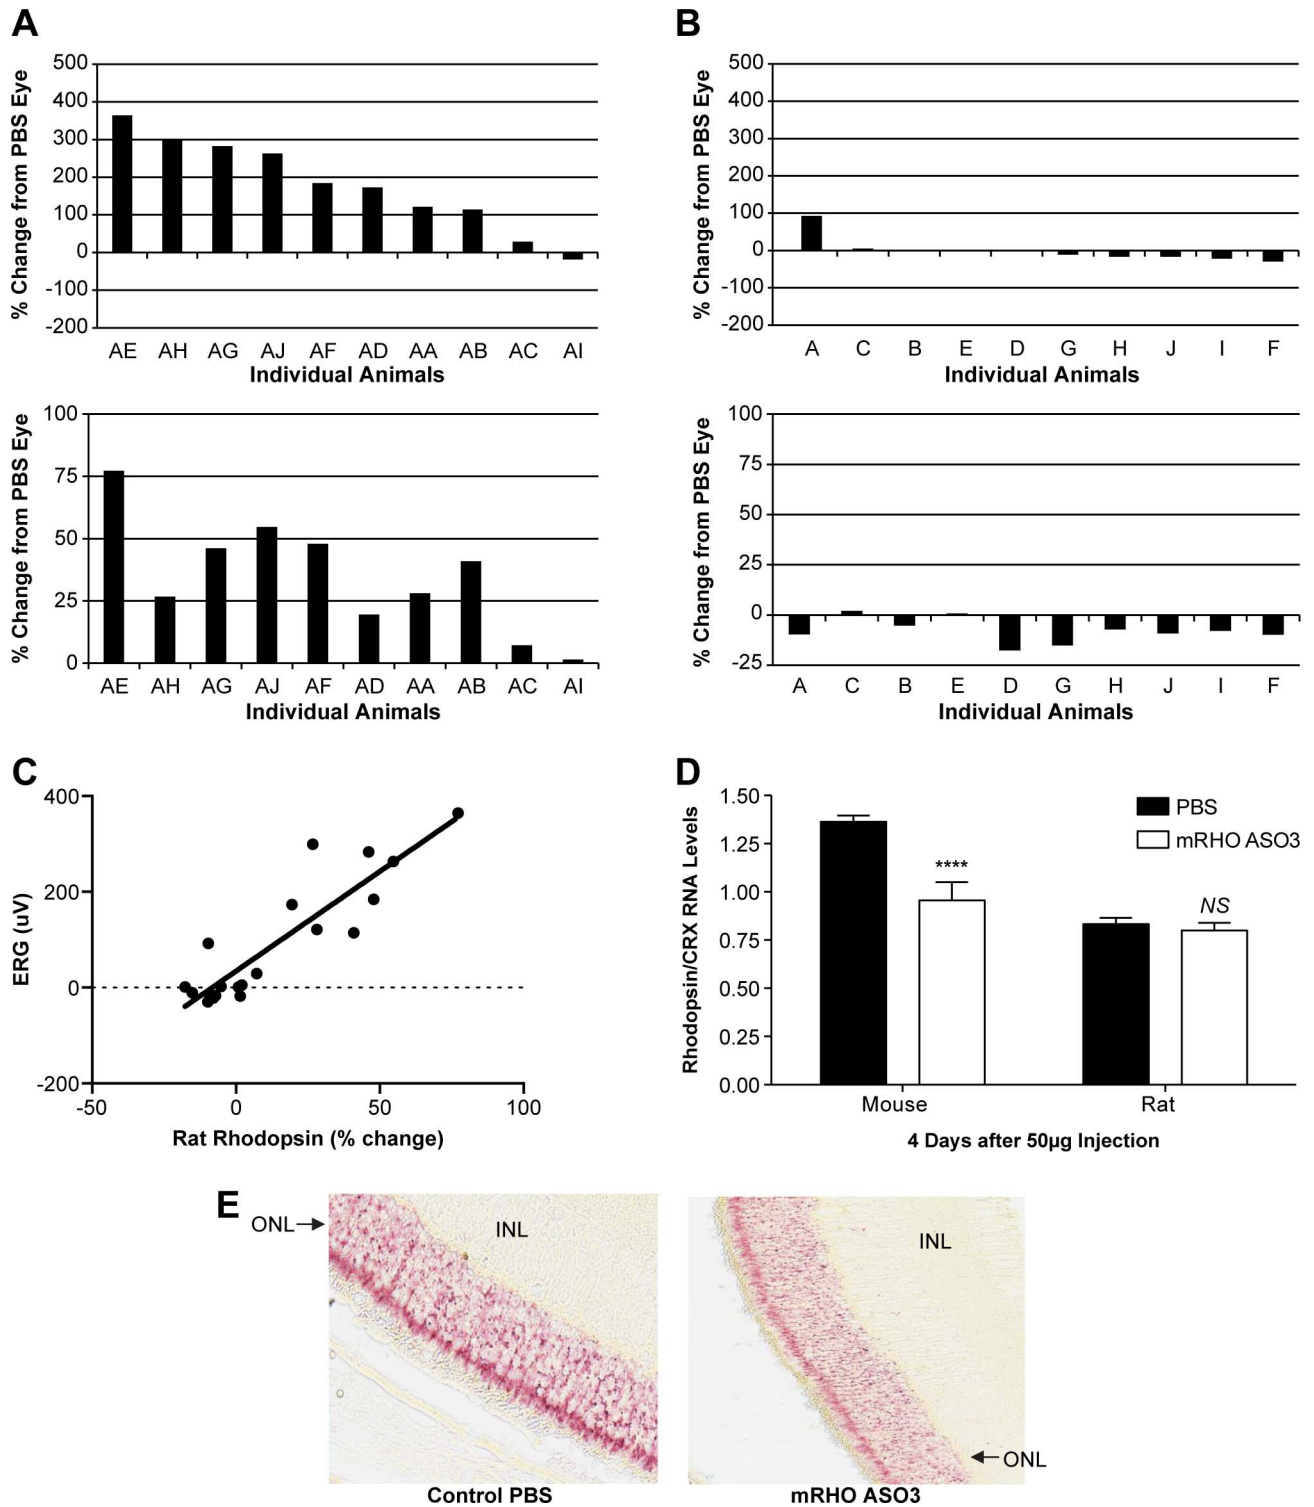 A
% Change from PBS Eye
500
400
300
200
100
0
-100
-200
AE AH AG AJ AF AD AA AB AC AI
Individual Animals
% Change from PBS Eye
100
75
50
25
0
AE AH AG AJ AF AD AA AB AC AI
Individual Animals
B
% Change from PBS Eye
500
400
300
200
100
0
-100
-200
A C B E D G H J I F
Individual Animals
% Change from PBS Eye
100
75
50
25
0
-25
A C B E D G H J I F
Individual Animals
C
ERG (uV)
400
200
0
-200
-50 0 50 100
Rat Rhodopsin (% change)
D
Rhodopsin/CRX RNA Levels
1.50
1.25
1.00
0.75
0.50
0.25
0.00
PBS
mRHO ASO3
****
NS
Mouse Rat
4 Days after 50µg Injection
E
ONL
INL
Control PBS
INL
ONL
mRHO ASO3